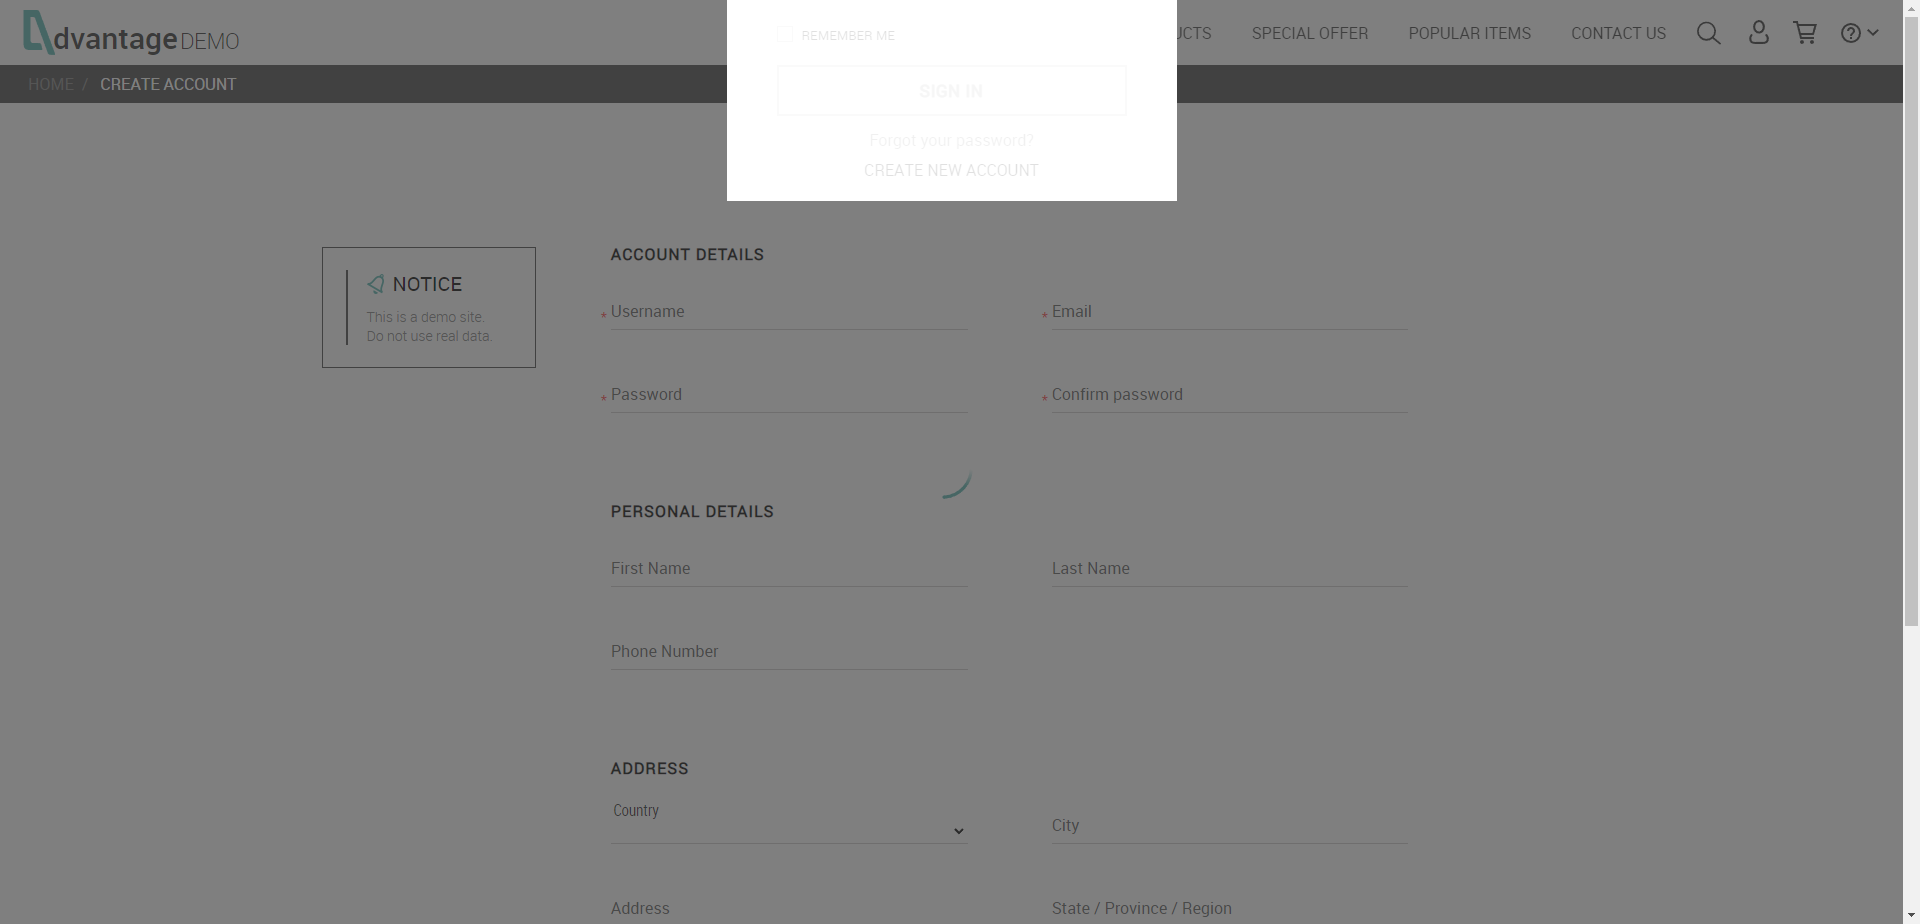 dvantage DEMO
UCTS
SPECIAL OFFER
POPULAR ITEMS
CONTACT US
HOME / CREATE ACCOUNT
REMEMBER ME
SIGN IN
Forgot your password?
CREATE NEW ACCOUNT
NOTICE
This is a demo site.
Do not use real data.
ACCOUNT DETAILS
* Username
* Email
* Password
* Confirm password
PERSONAL DETAILS
First Name
Last Name
Phone Number
ADDRESS
Country
City
Address
State / Province / Region